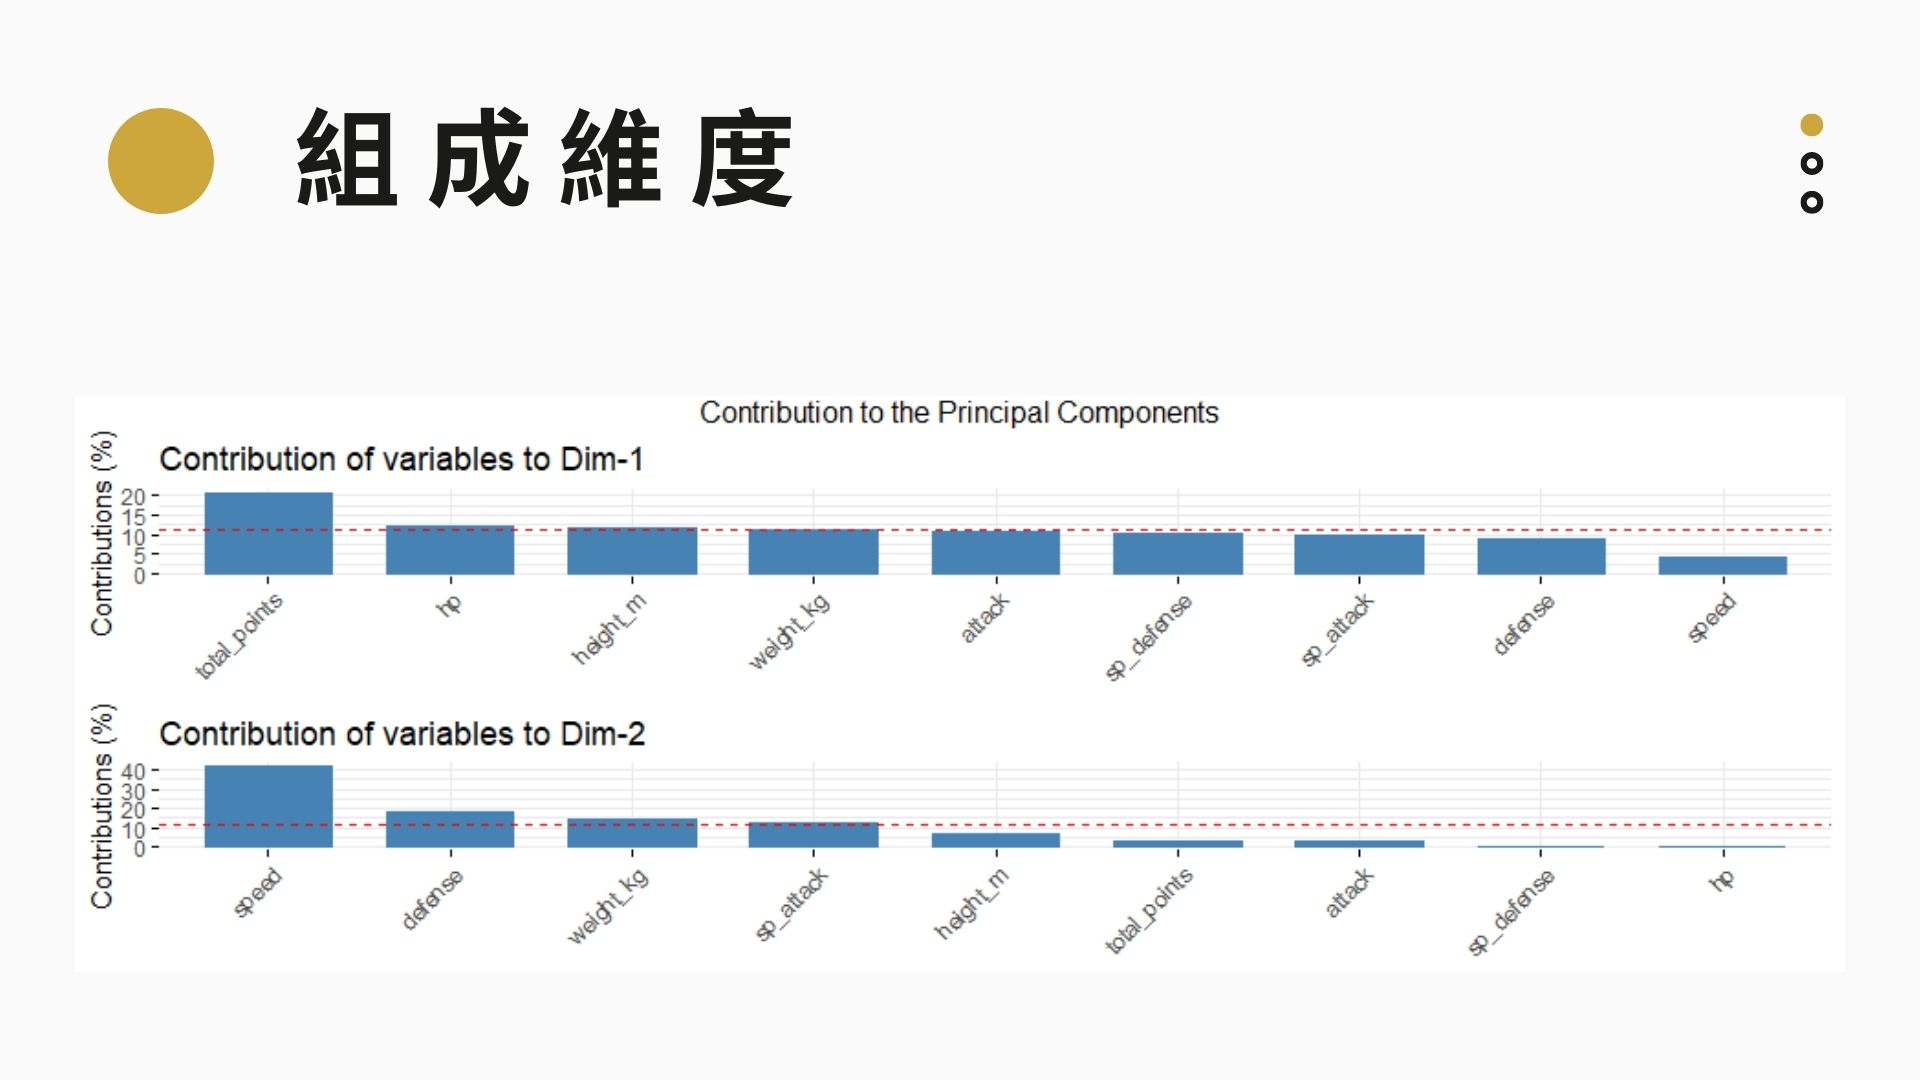 組成維度
Contribution to the Principal Components
Contribution of variables to Dim-1
Contributions (%)
20
15
10
5
0
total_points
hp
height_m
weight_kg
attack
sp_defense
sp_attack
defense
speed
Contribution of variables to Dim-2
Contributions (%)
40
30
20
10
0
speed
defense
weight_kg
sp_attack
height_m
total_points
attack
sp_defense
hp